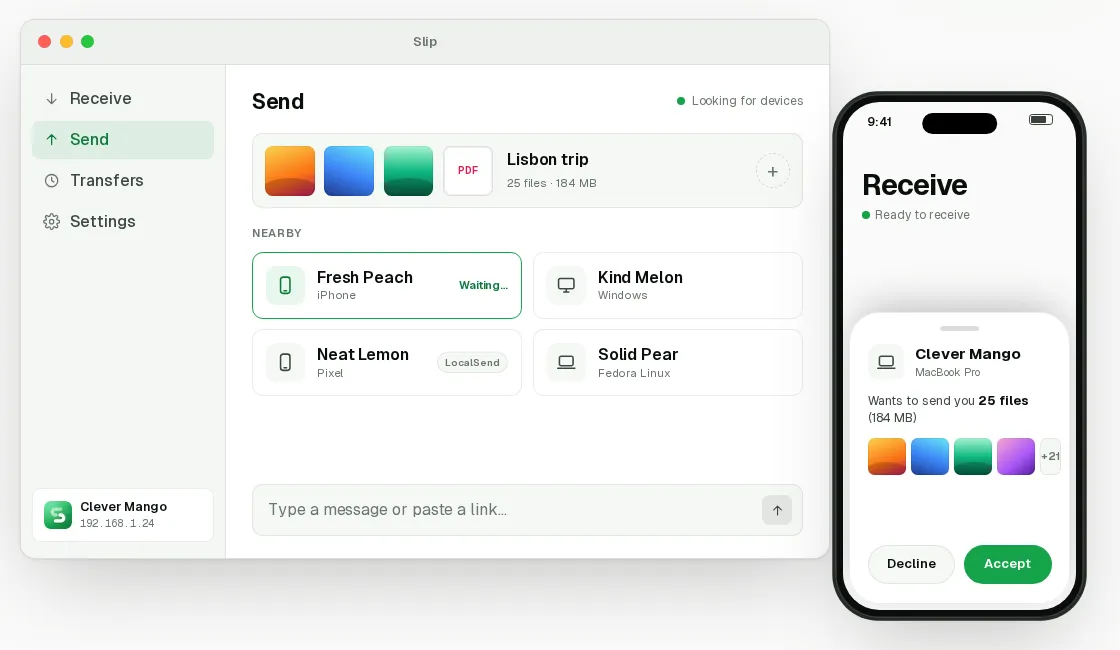 Slip
Receive
Send
Transfers
Settings
Clever Mango
192.168.1.24
Send
Looking for devices
PDF
Lisbon trip
25 files · 184 MB
+
NEARBY
Fresh Peach
iPhone
Waiting…
Kind Melon
Windows
Neat Lemon
Pixel
LocalSend
Solid Pear
Fedora Linux
Type a message or paste a link…
9:41
Receive
Ready to receive
Clever Mango
MacBook Pro
Wants to send you 25 files
(184 MB)
+21
Decline
Accept